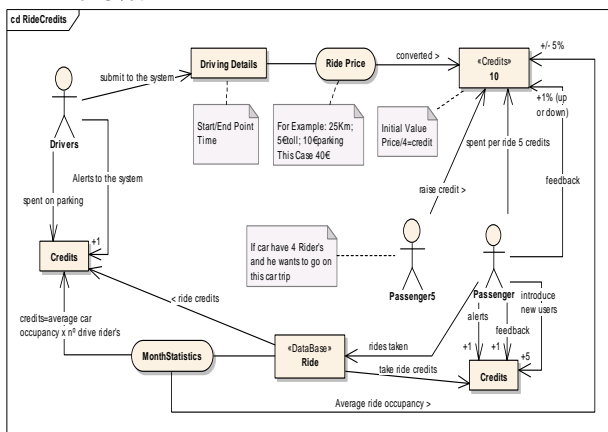 cd RideCredits
submit to the system
Driving Details
Ride Price
converted >
«Credits»
10
+/- 5%
Drivers
Start/End Point
Time
For Example: 25Km;
5€toll; 10€parking
This Case 40€
Initial Value
Price/4=credit
+1% (up
or down)
spent per ride 5 credits
Alerts to the system
spent on parking
raise credit >
feedback
+1
Credits
If car have 4 Rider's
and he wants to go on
this car trip
Passenger5
Passenger
introduce
new users
< ride credits
alerts
feedback
credits=average car
occupancy x nº drive rider's
MonthStatistics
«DataBase»
Ride
rides taken
+1
+1
+5
take ride credits
Credits
Average ride occupancy >